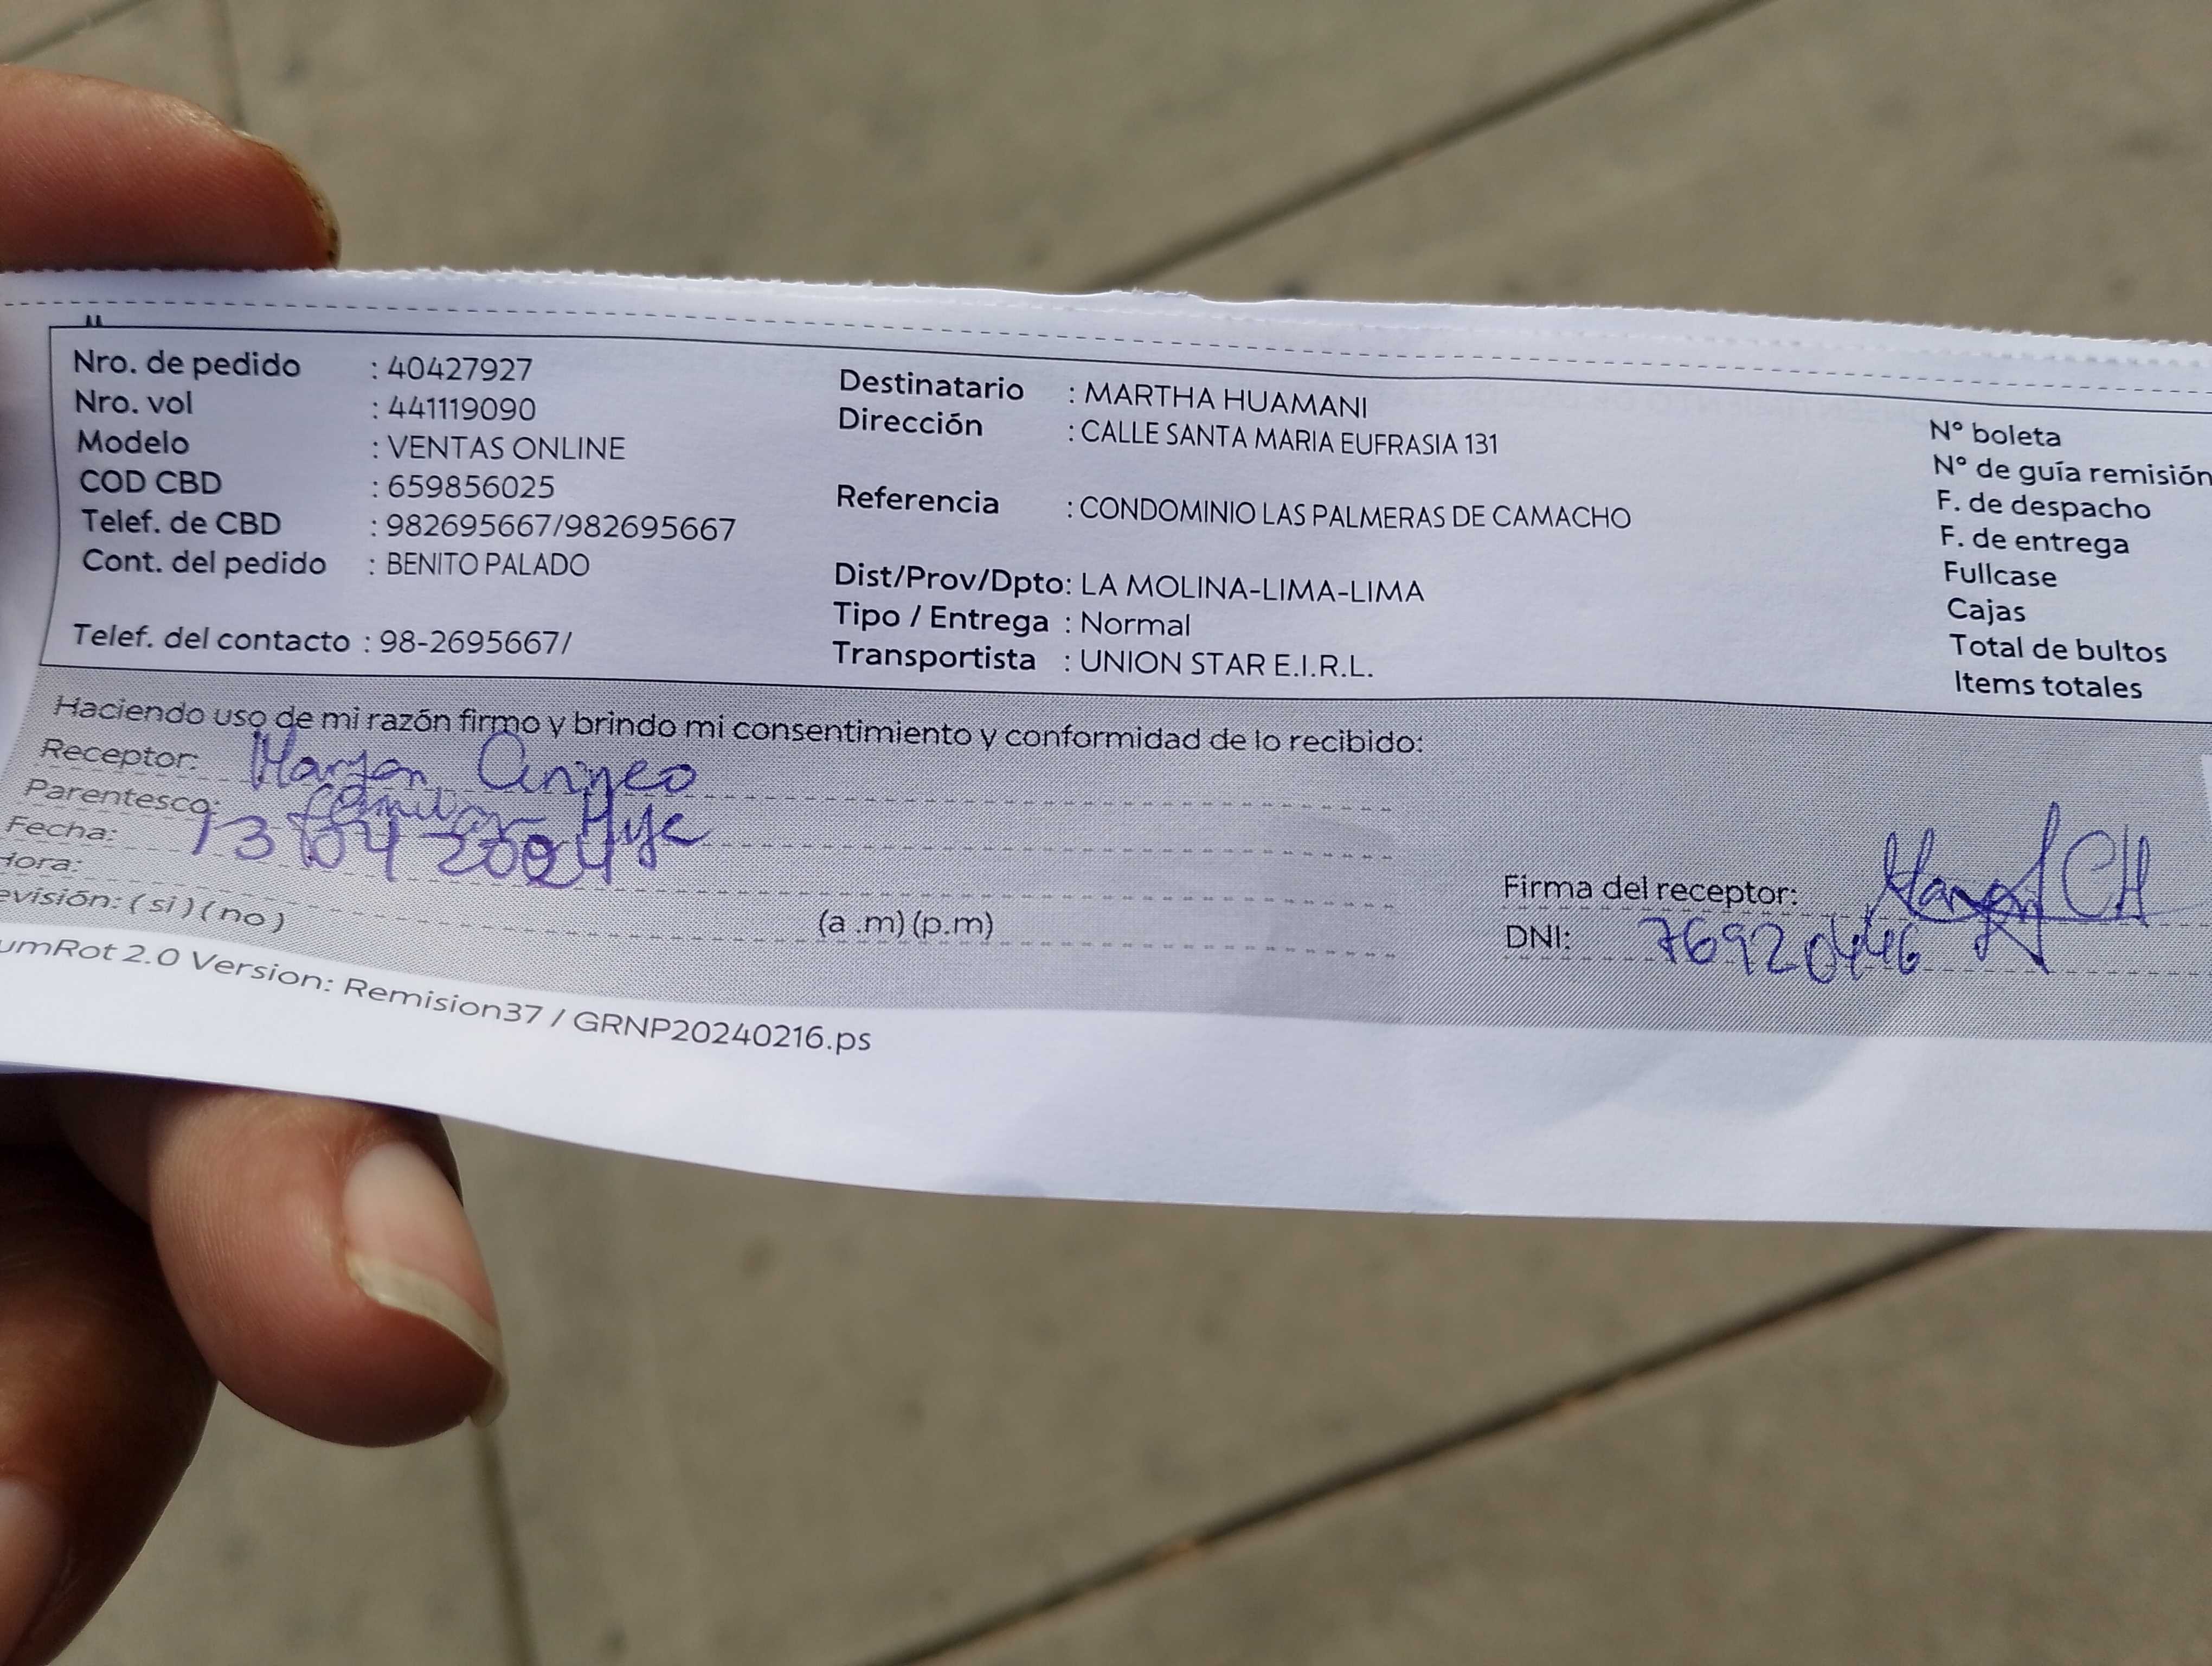 Nro. de pedido : 40427927
Nro. vol : 441119090
Modelo : VENTAS ONLINE
COD CBD : 659856025
Telef. de CBD : 982695667/982695667
Cont. del pedido : BENITO PALADO
Telef. del contacto : 98-2695667/
Destinatario : MARTHA HUAMANI
Dirección : CALLE SANTA MARIA EUFRASIA 131
Referencia : CONDOMINIO LAS PALMERAS DE CAMACHO
Dist/Prov/Dpto: LA MOLINA-LIMA-LIMA
Tipo / Entrega : Normal
Transportista : UNION STAR E.I.R.L.
N° boleta
N° de guía remisión
F. de despacho
F. de entrega
Fullcase
Cajas
Total de bultos
Items totales
Haciendo uso de mi razón firmo y brindo mi consentimiento y conformidad de lo recibido:
Receptor:
Parentesco:
Fecha: 13 04 2024
Hora: (a .m) (p.m)
evisión: ( si ) ( no )
Firma del receptor:
DNI: 76920446
umRot 2.0 Version: Remision37 / GRNP20240216.ps